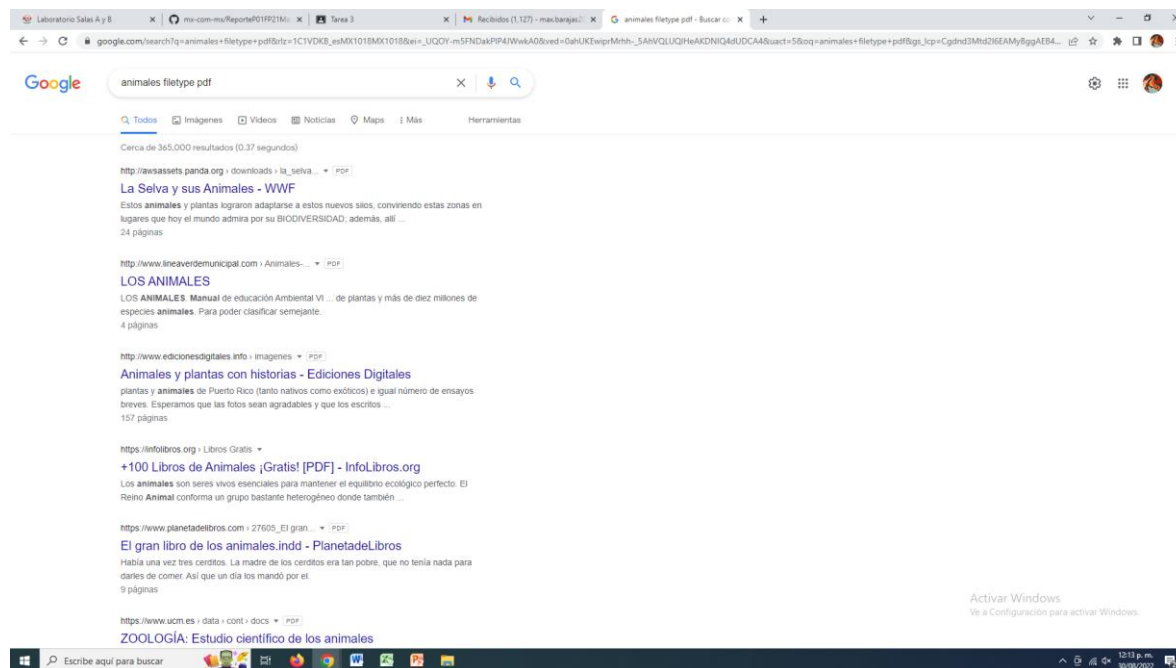 Laboratorio Salas A y B
mx-com-mx/ReporteP01FP21Mx
Tarea 3
Recibidos (1,127) - max.barajas2
animales filetype pdf - Buscar co
Google
animales filetype pdf
Todos Imágenes Videos Noticias Maps Más Herramientas
Cerca de 365,000 resultados (0.37 segundos)
http://awsassets.panda.org › downloads › la_selva... PDF
La Selva y sus Animales - WWF
Estos animales y plantas lograron adaptarse a estos nuevos sitios, conviriendo estas zonas en
lugares que hoy el mundo admira por su BIODIVERSIDAD; además, allí ...
24 páginas
http://www.lineaverdemunicipal.com › Animales-... PDF
LOS ANIMALES
LOS ANIMALES. Manual de educación Ambiental VI ... de plantas y más de diez millones de
especies animales. Para poder clasificar semejante.
4 páginas
http://www.edicionesdigitales.info › imagenes PDF
Animales y plantas con historias - Ediciones Digitales
plantas y animales de Puerto Rico (tanto nativos como exóticos) e igual número de ensayos
breves. Esperamos que las fotos sean agradables y que los escritos ...
157 páginas
https://infolibros.org › Libros Gratis
+100 Libros de Animales ¡Gratis! [PDF] - InfoLibros.org
Los animales son seres vivos esenciales para mantener el equilibrio ecológico perfecto. El
Reino Animal conforma un grupo bastante heterogéneo donde también ...
https://www.planetadelibros.com › 27605_El gran... PDF
El gran libro de los animales.indd - PlanetadeLibros
Había una vez tres cerditos. La madre de los cerditos era tan pobre, que no tenía nada para
darles de comer. Así que un día los mandó por el.
9 páginas
https://www.ucm.es › data › cont › docs PDF
ZOOLOGÍA: Estudio científico de los animales
Activar Windows
Ve a Configuración para activar Windows.
Escribe aquí para buscar
12:13 p. m.
30/08/2022